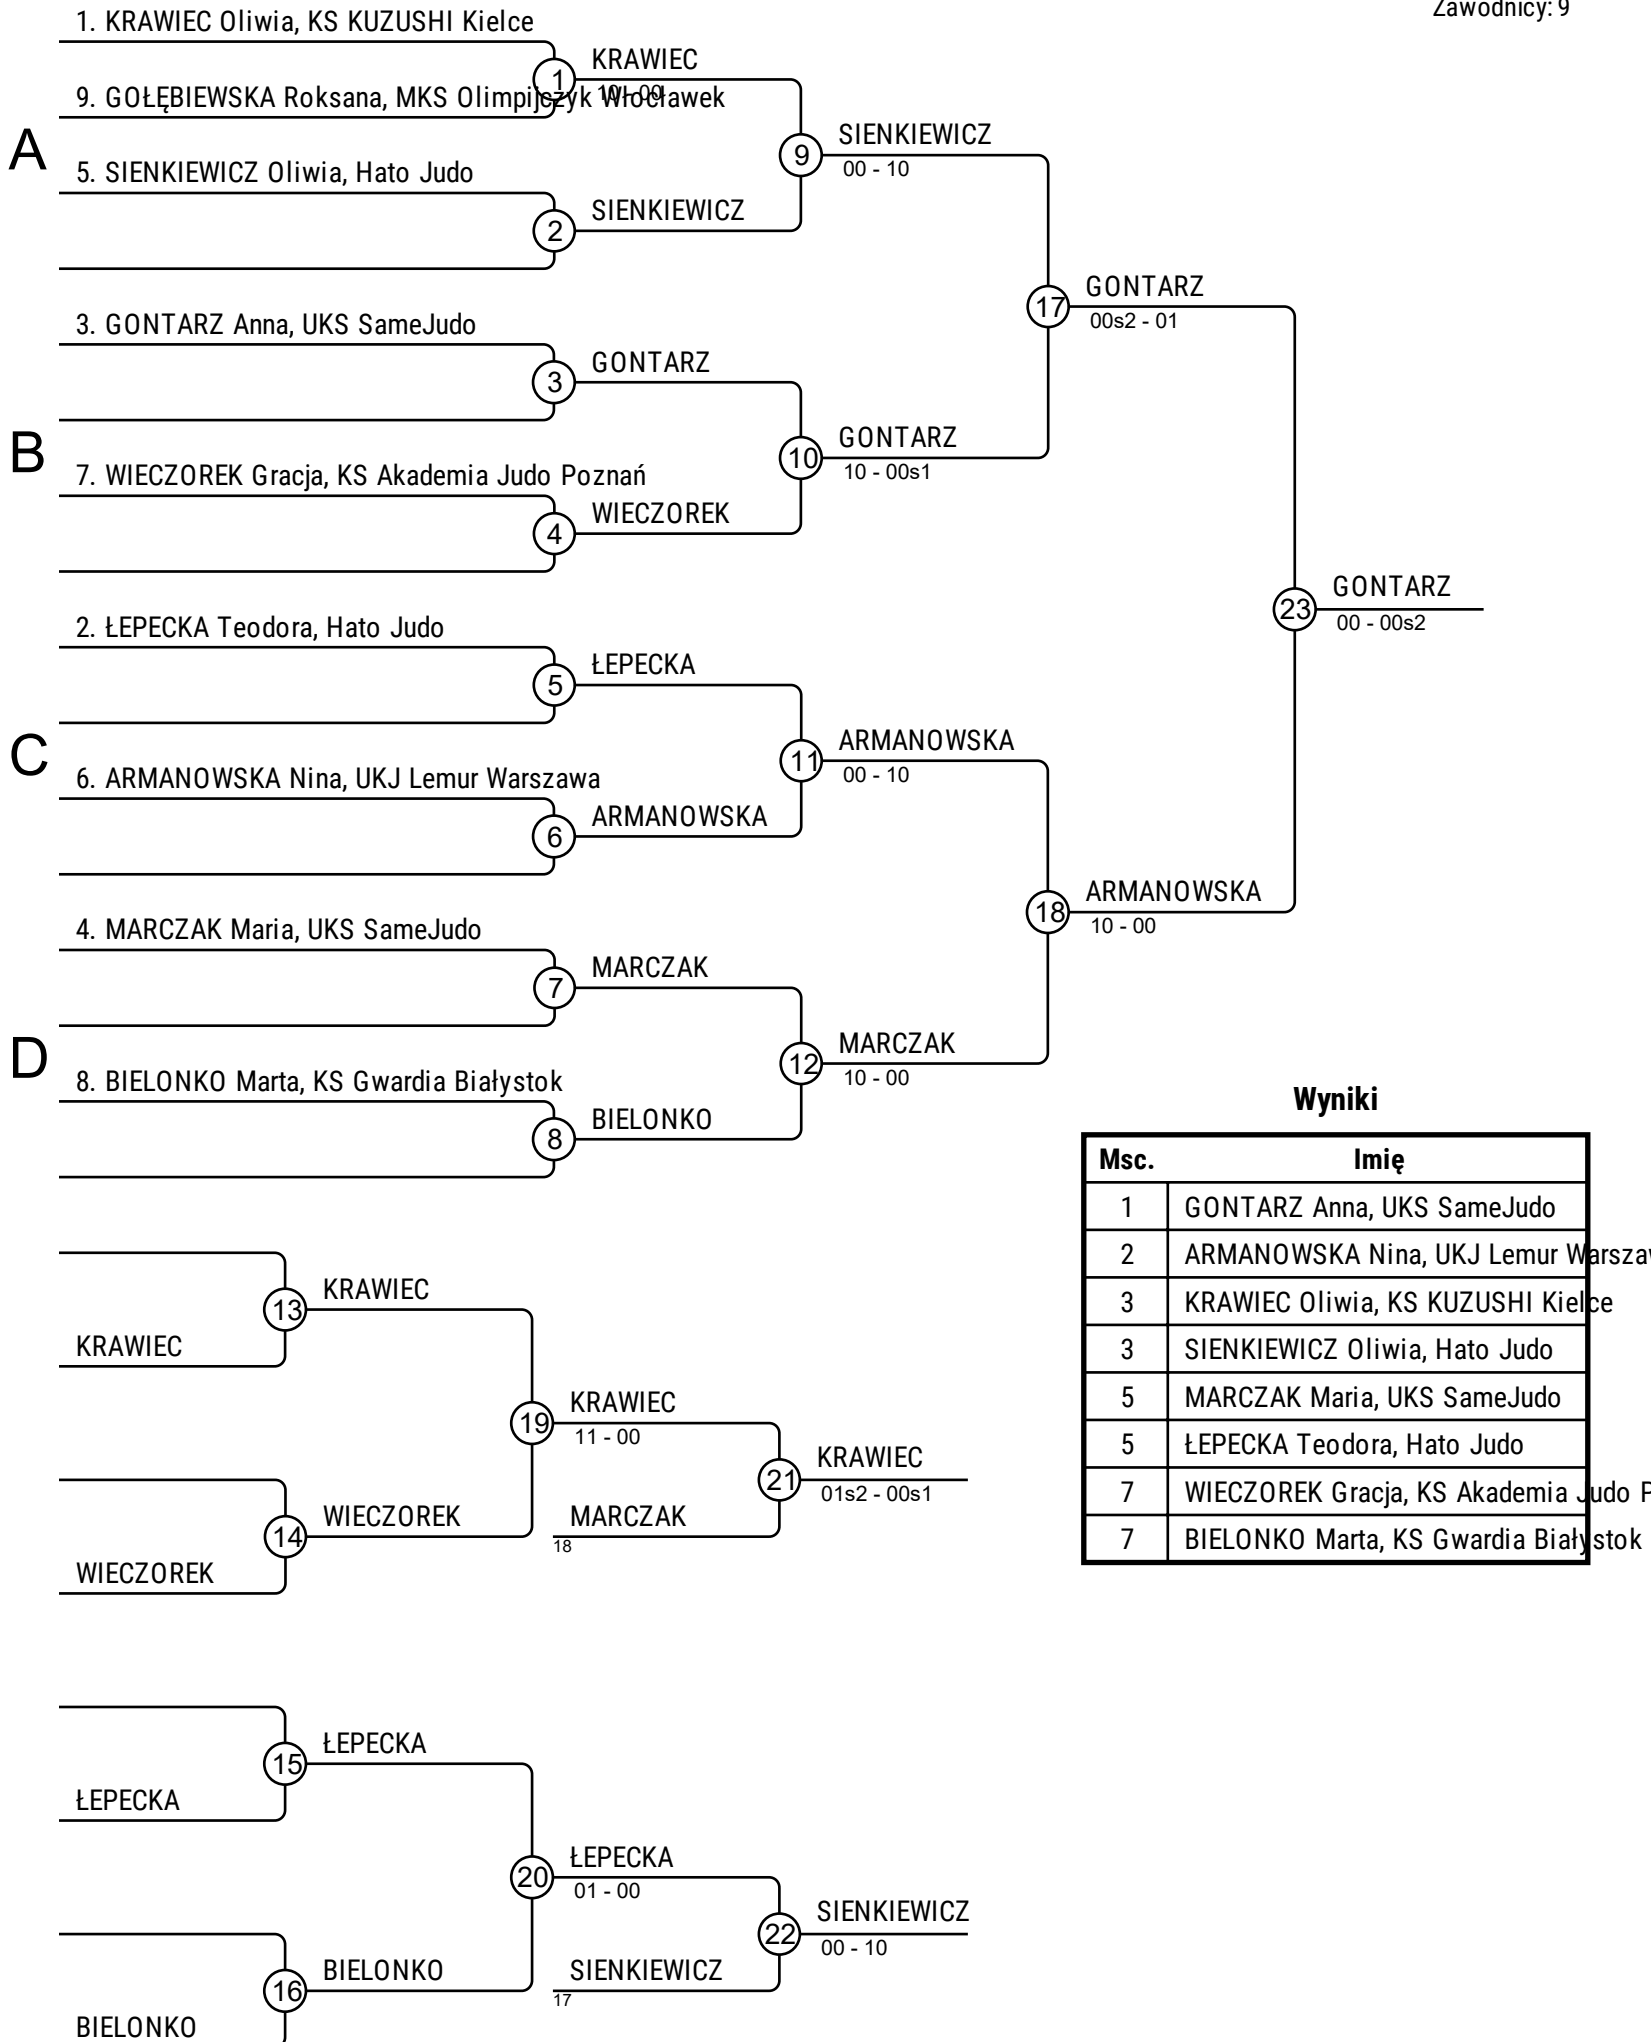 Zawodnicy: 9
1. KRAWIEC Oliwia, KS KUZUSHI Kielce
KRAWIEC
1
10 - 00
9. GOŁĘBIEWSKA Roksana, MKS Olimpijczyk Włocławek
A
SIENKIEWICZ
9
00 - 10
5. SIENKIEWICZ Oliwia, Hato Judo
SIENKIEWICZ
2
GONTARZ
17
00s2 - 01
3. GONTARZ Anna, UKS SameJudo
GONTARZ
3
B
GONTARZ
10
10 - 00s1
7. WIECZOREK Gracja, KS Akademia Judo Poznań
WIECZOREK
4
GONTARZ
23
00 - 00s2
2. ŁEPECKA Teodora, Hato Judo
ŁEPECKA
5
C
ARMANOWSKA
11
00 - 10
6. ARMANOWSKA Nina, UKJ Lemur Warszawa
ARMANOWSKA
6
ARMANOWSKA
18
10 - 00
4. MARCZAK Maria, UKS SameJudo
MARCZAK
7
D
MARCZAK
12
10 - 00
8. BIELONKO Marta, KS Gwardia Białystok
BIELONKO
8
Wyniki
Msc. Imię
1 GONTARZ Anna, UKS SameJudo
2 ARMANOWSKA Nina, UKJ Lemur
3 KRAWIEC Oliwia, KS KUZUSHI Kielce
3 SIENKIEWICZ Oliwia, Hato Judo
5 MARCZAK Maria, UKS SameJudo
5 ŁEPECKA Teodora, Hato Judo
7 WIECZOREK Gracja, KS Akademia Judo
7 BIELONKO Marta, KS Gwardia Białystok
KRAWIEC
13
KRAWIEC
KRAWIEC
19
11 - 00
KRAWIEC
21
01s2 - 00s1
WIECZOREK
14
MARCZAK
18
WIECZOREK
ŁEPECKA
15
ŁEPECKA
ŁEPECKA
20
01 - 00
SIENKIEWICZ
22
00 - 10
BIELONKO
16
SIENKIEWICZ
17
BIELONKO